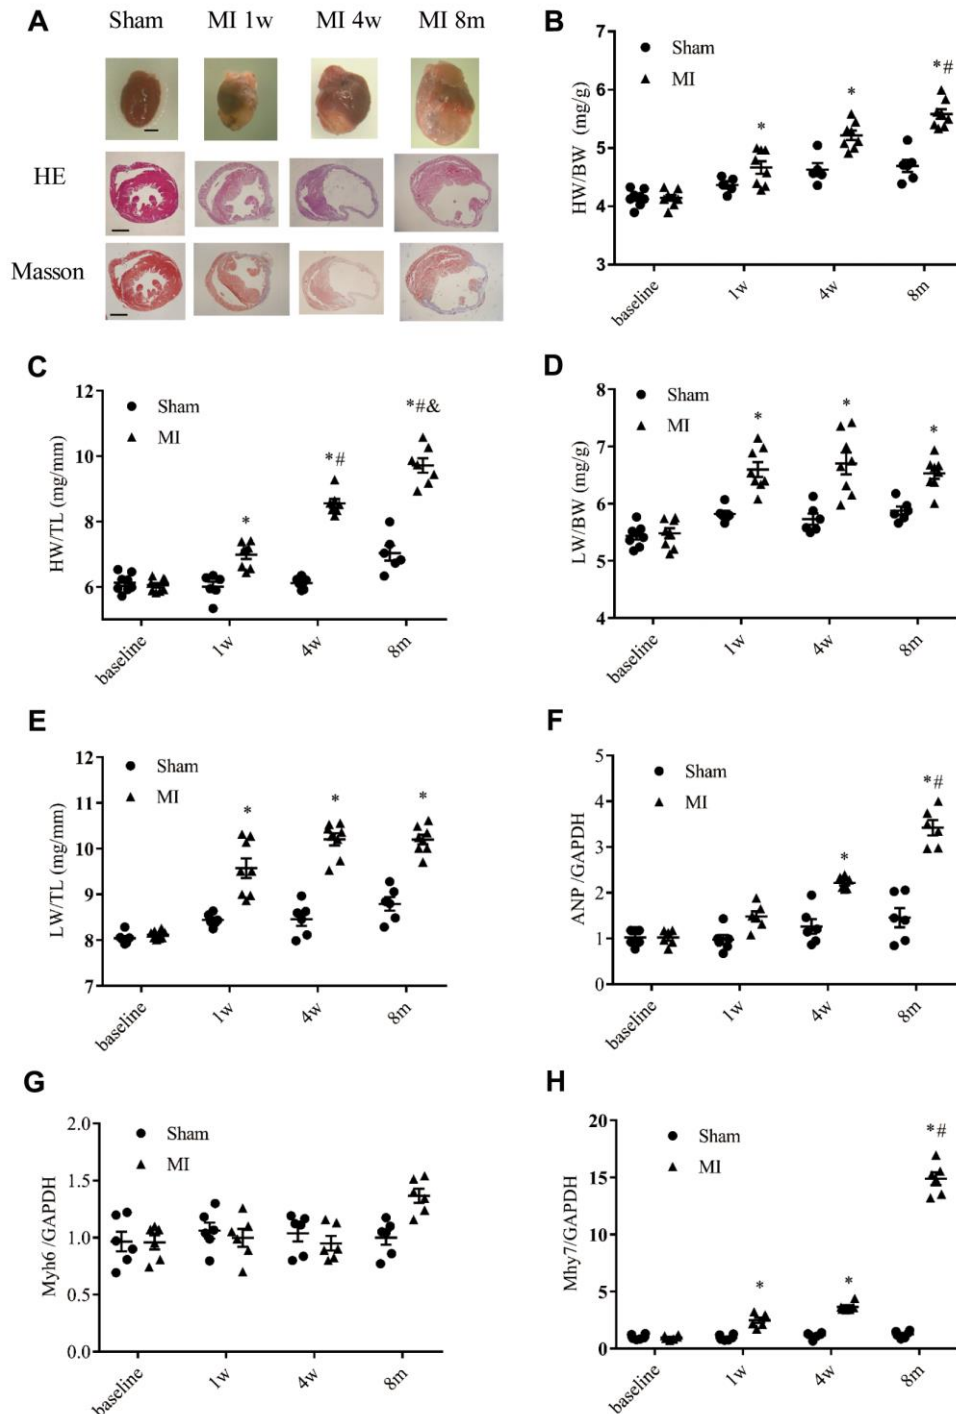 A
Sham MI 1w MI 4w MI 8m
HE
Masson
B
HW/BW (mg/g)
7
6
5
4
3
Sham
MI
*
*
*#
baseline 1w 4w 8m
C
HW/TL (mg/mm)
12
10
8
6
Sham
MI
*
*#
*#&
baseline 1w 4w 8m
D
LW/BW (mg/g)
8
7
6
5
4
Sham
MI
*
*
*
baseline 1w 4w 8m
E
LW/TL (mg/mm)
12
11
10
9
8
7
Sham
MI
*
*
*
baseline 1w 4w 8m
F
ANP /GAPDH
5
4
3
2
1
0
Sham
MI
*
*#
baseline 1w 4w 8m
G
Myh6 /GAPDH
2.0
1.5
1.0
0.5
0.0
Sham
MI
baseline 1w 4w 8m
H
Mhy7/GAPDH
20
15
10
5
0
Sham
MI
*
*
*#
baseline 1w 4w 8m